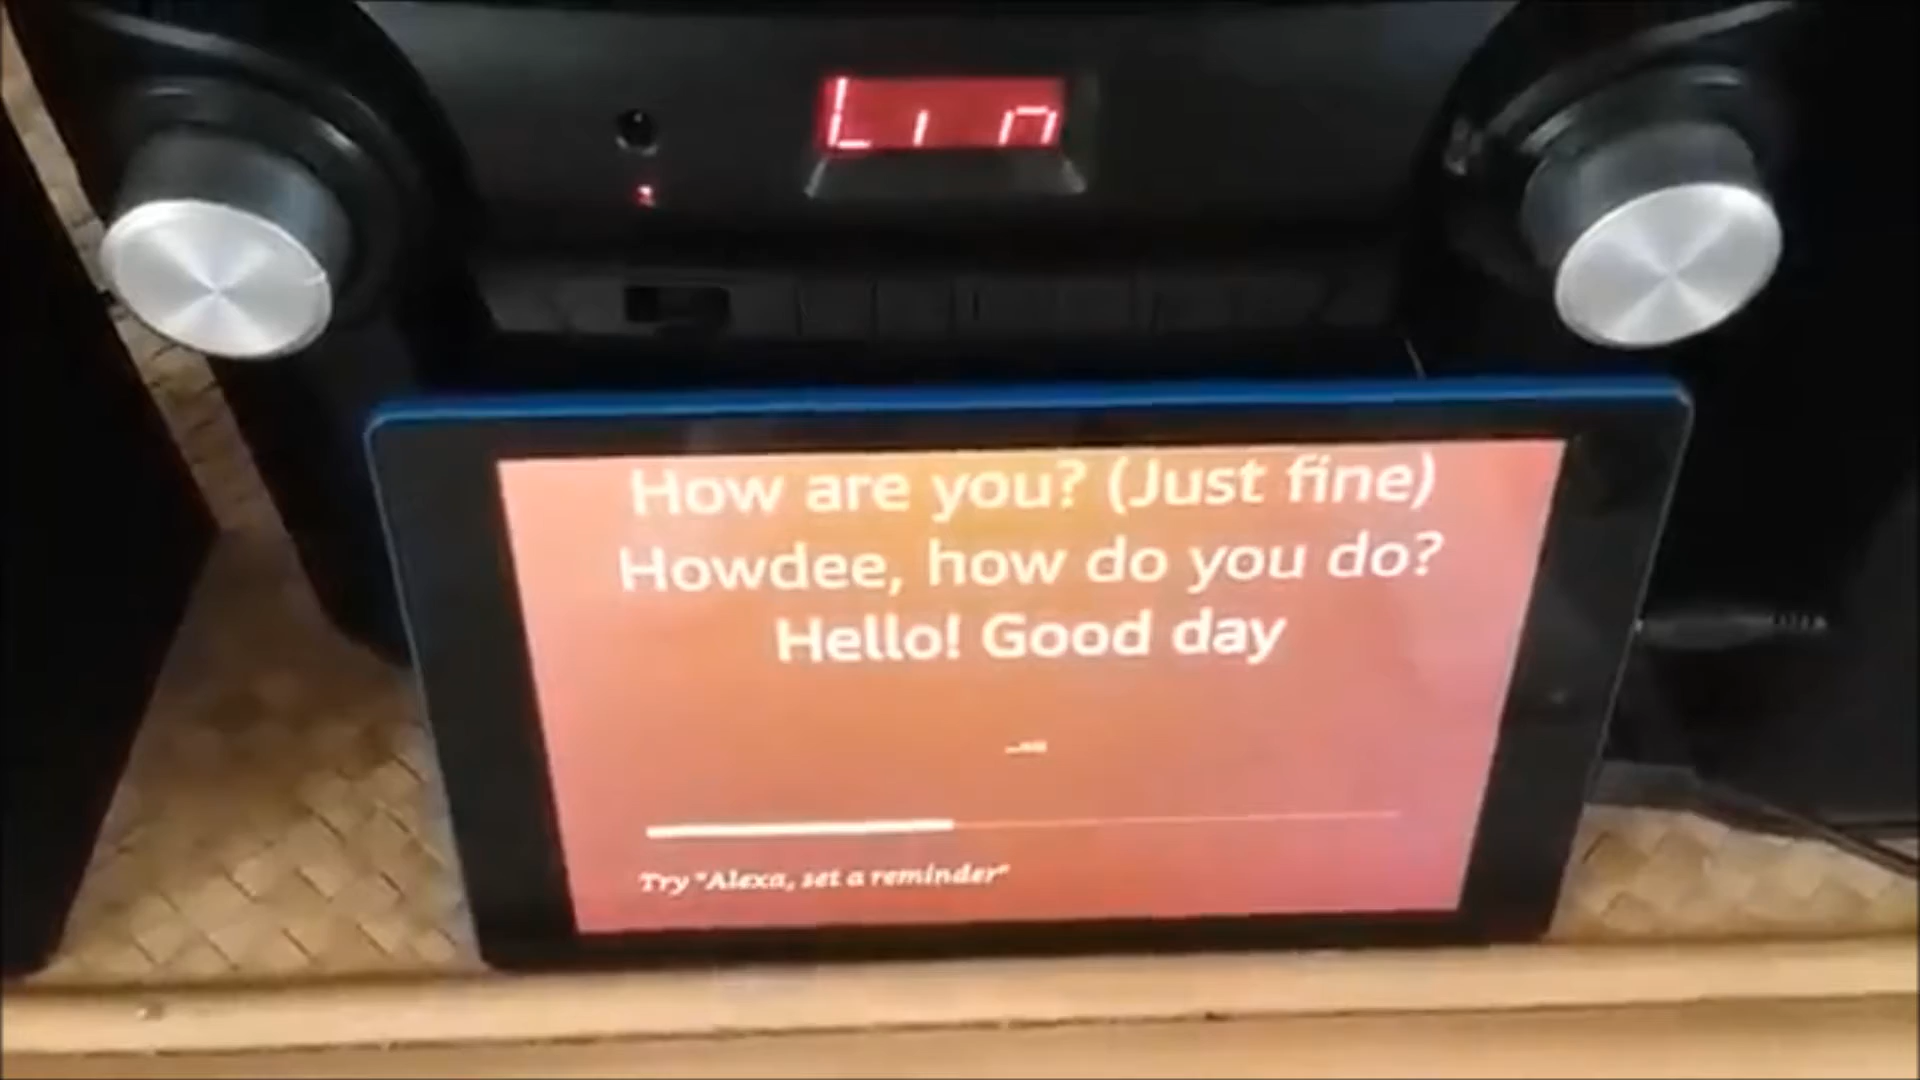 Lin
How are you? (Just fine)
Howdee, how do you do?
Hello! Good day
Try "Alexa, set a reminder"